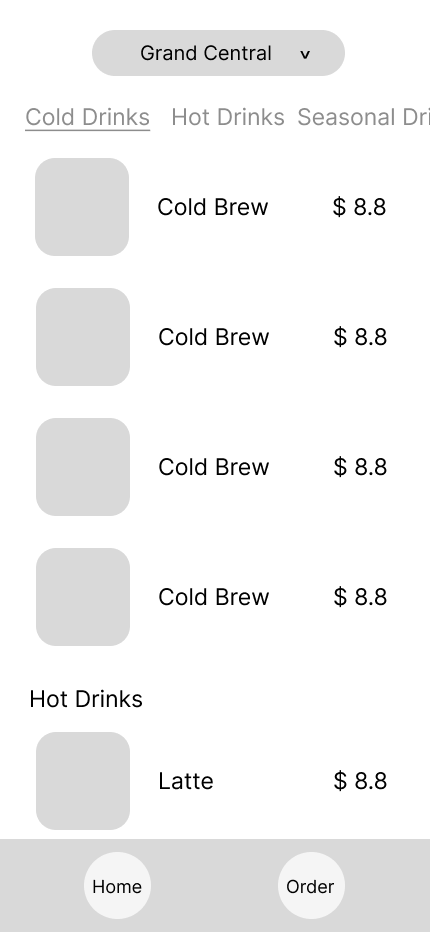 Grand Central v
Cold Drinks Hot Drinks Seasonal Dri
Cold Brew $ 8.8
Cold Brew $ 8.8
Cold Brew $ 8.8
Cold Brew $ 8.8
Hot Drinks
Latte $ 8.8
Home Order